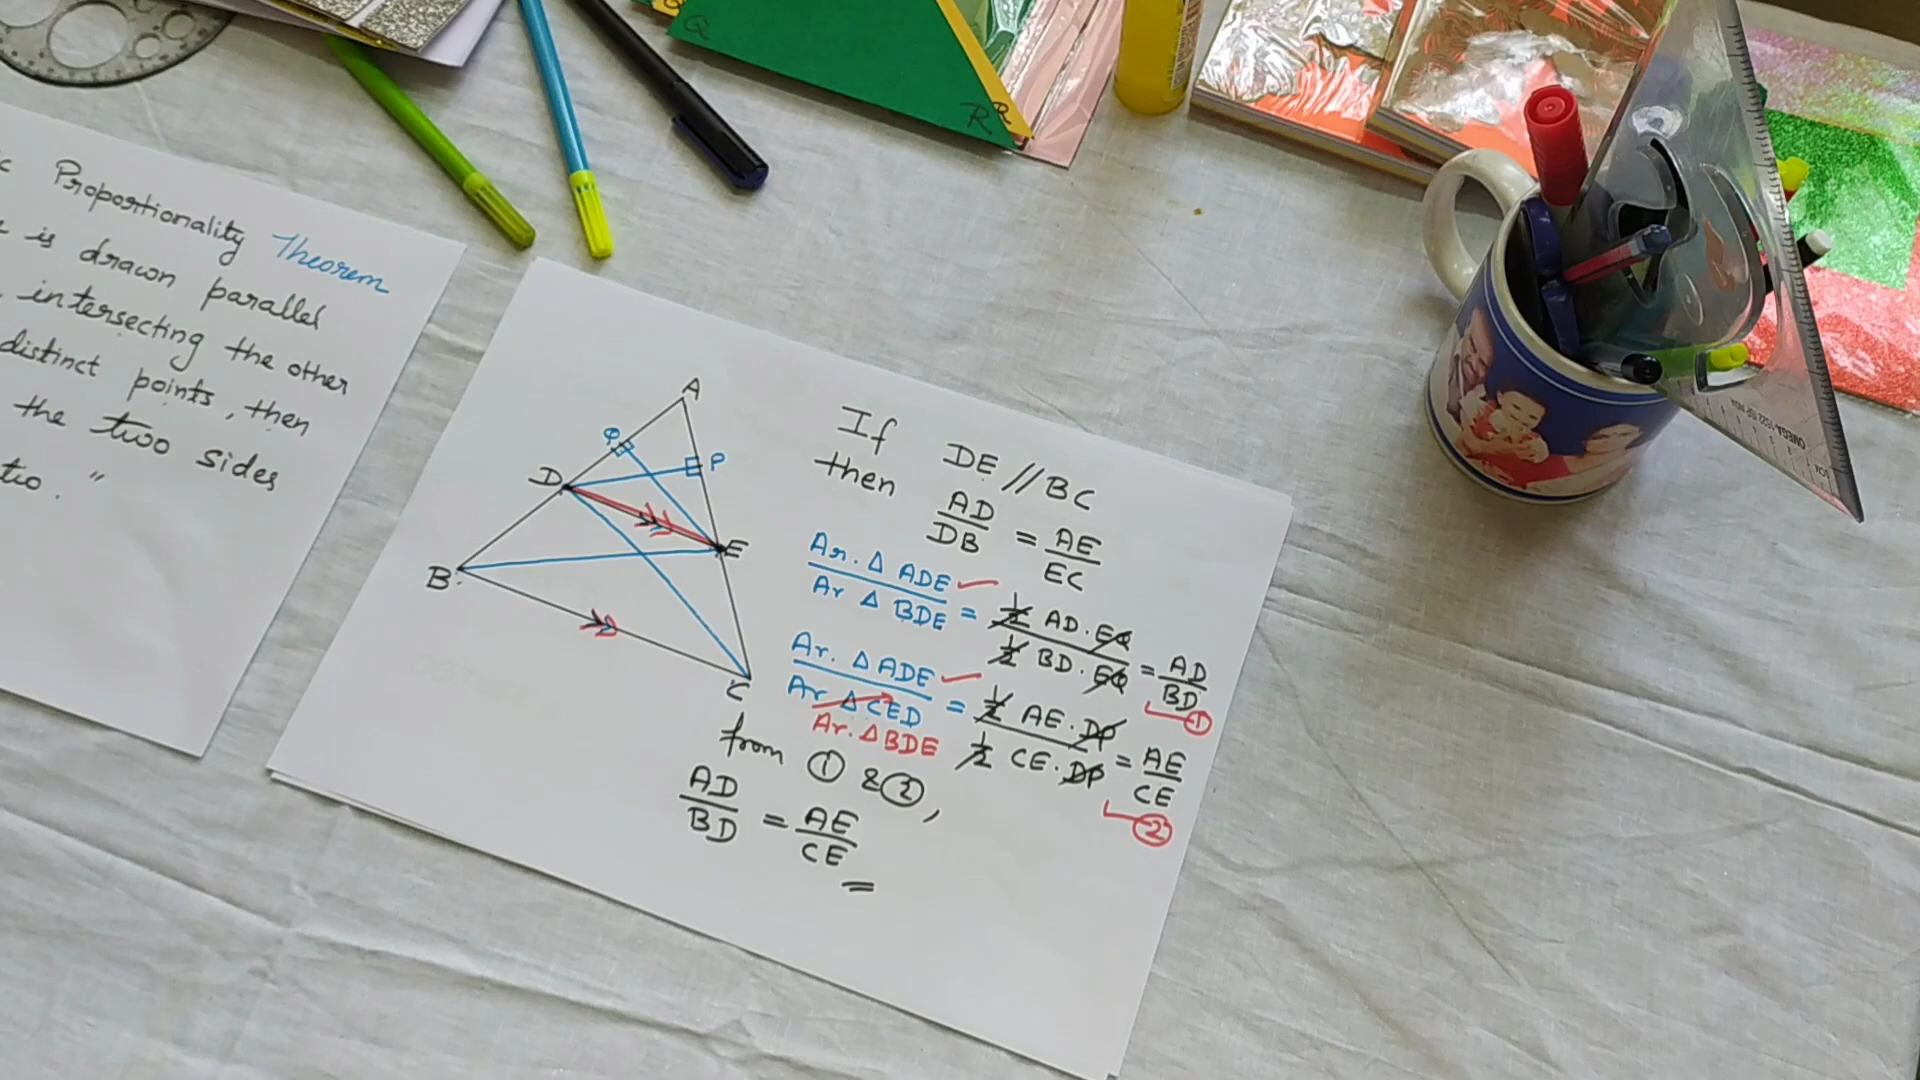 Proportionality Theorem
is drawn parallel
intersecting the other
distinct points, then
the two sides
"
Q
R R
A
Q
P
D
E
B
C
If DE//BC
then AD/DB = AE/EC
Ar. Δ ADE / Ar Δ BDE = 1/2 AD. EQ / 1/2 BD. EQ = AD/BD
①
Ar. Δ ADE / Ar Δ CED = 1/2 AE. DP / 1/2 CE. DP = AE/CE
Ar. Δ BDE
②
from ① & ②,
AD/BD = AE/CE